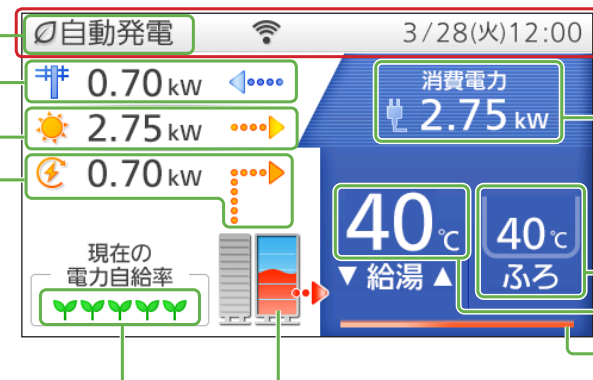 自動発電
3/28(火)12:00
0.70 kW
2.75 kW
0.70 kW
消費電力
2.75 kW
現在の
電力自給率
40℃
▼ 給湯 ▲
40℃
ふろ